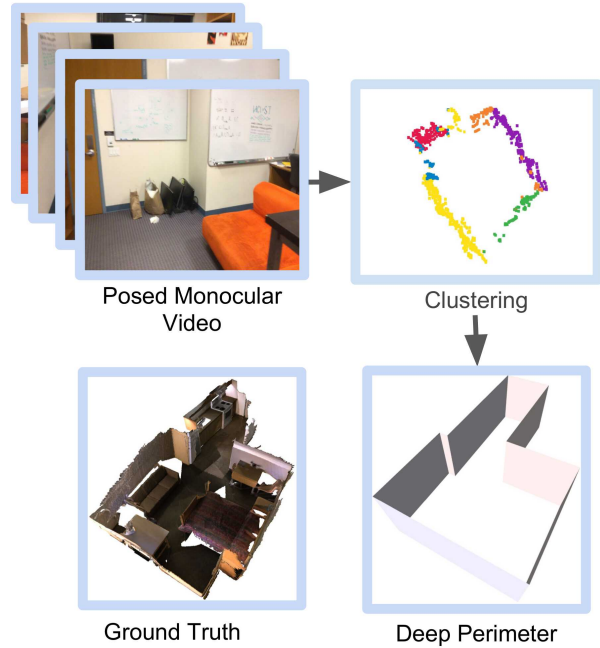 Posed Monocular
Video
Clustering
Ground Truth
Deep Perimeter